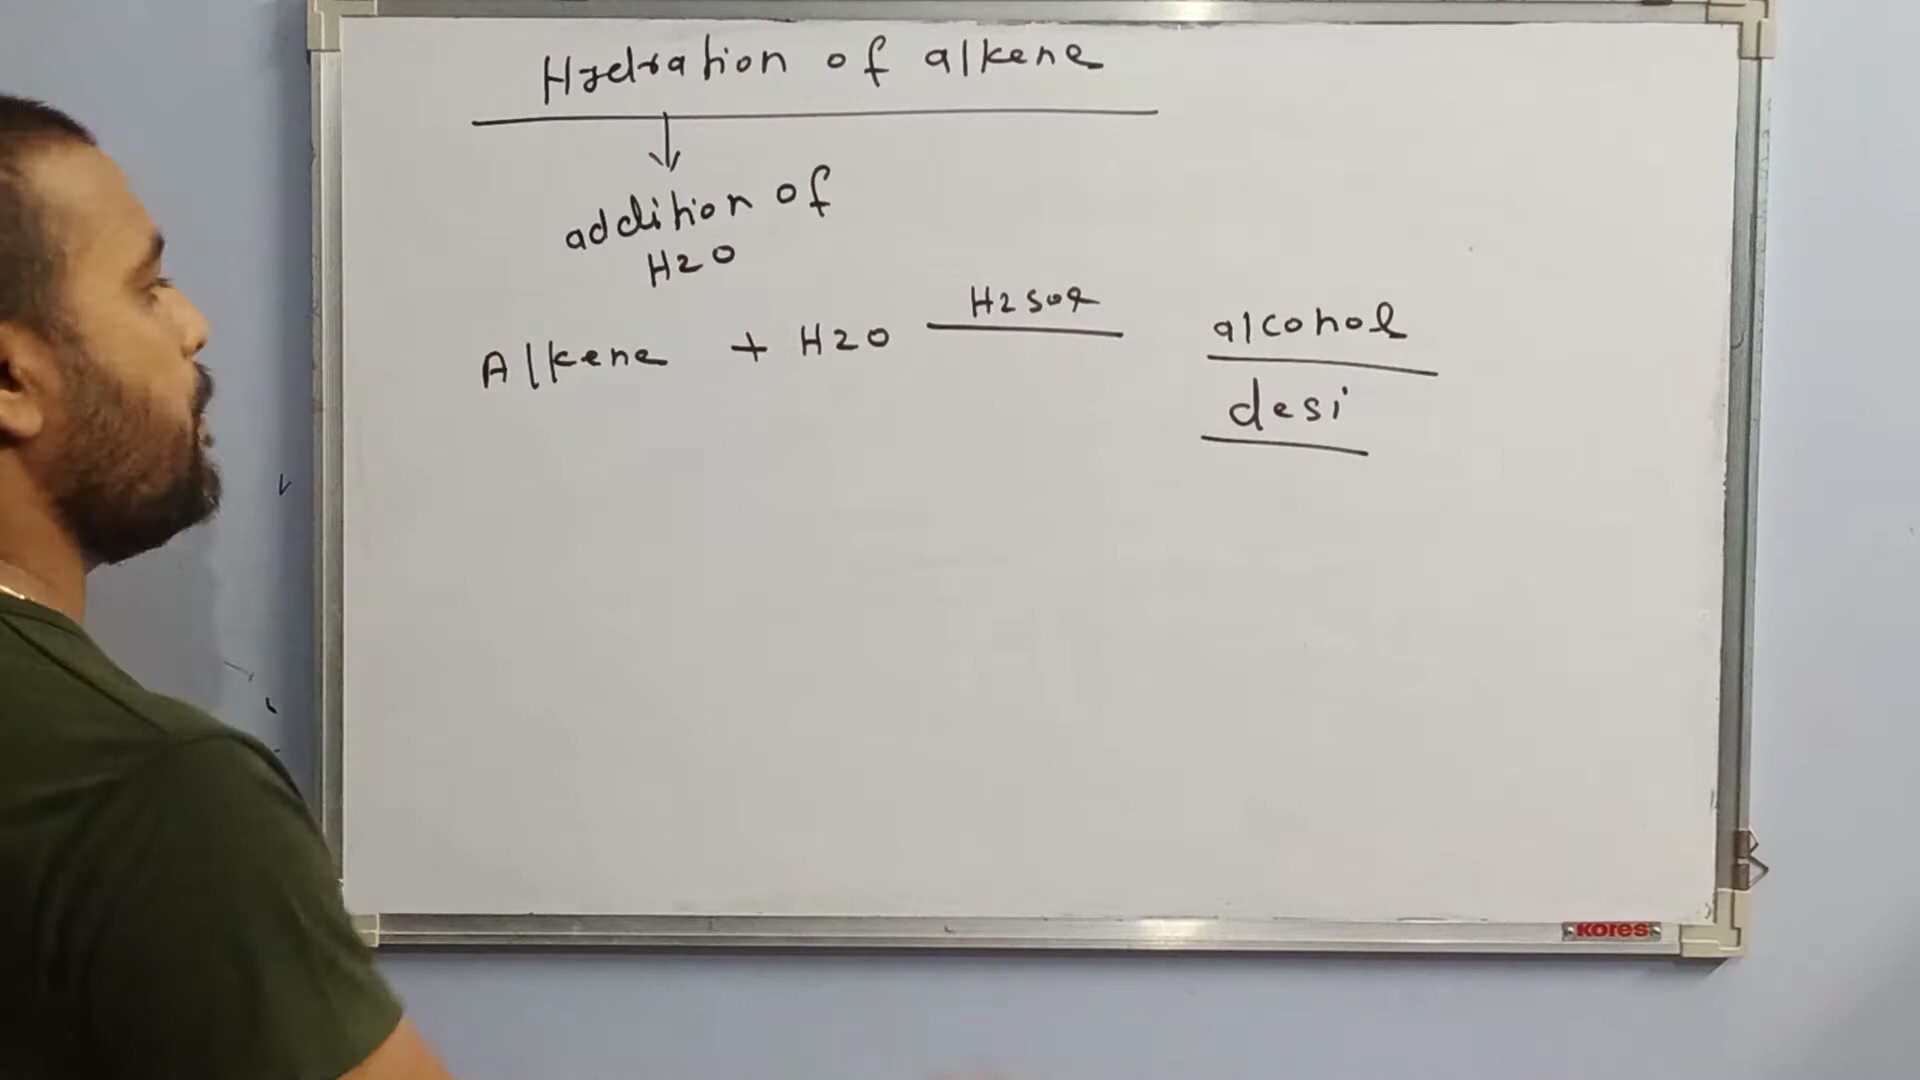 Hydration of alkene
addition of
H2O
Alkene + H2O H2SO4 alcohol
desi
KORES